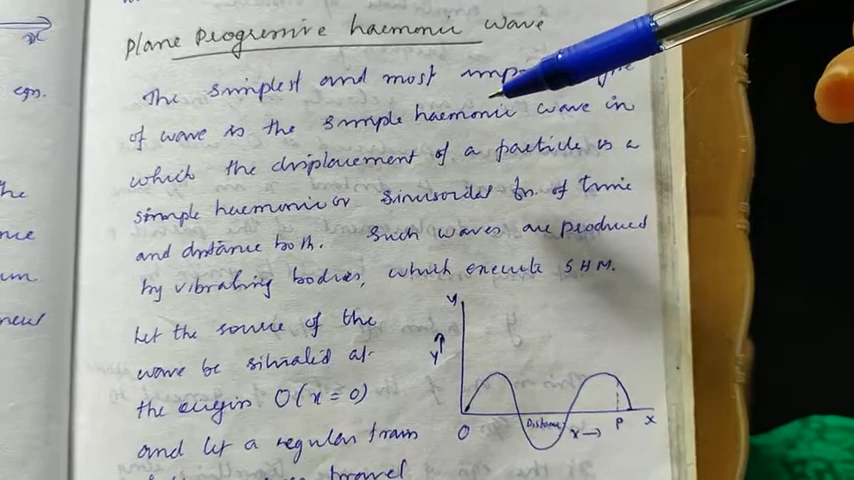 x
egn.
Plane Progressive harmonic wave
The simplest and most
of wave is the simple harmonic wave in
which the displacement of a particle is a
simple harmonic or sinusoidal fn. of time
and distance both. Such waves are produced
by vibrating bodies, which execute SHM.
Let the source of the
wave be situated at
the origin O(x=0)
and let a regular train
travel
y
Y
O
Distance
x →
P
X